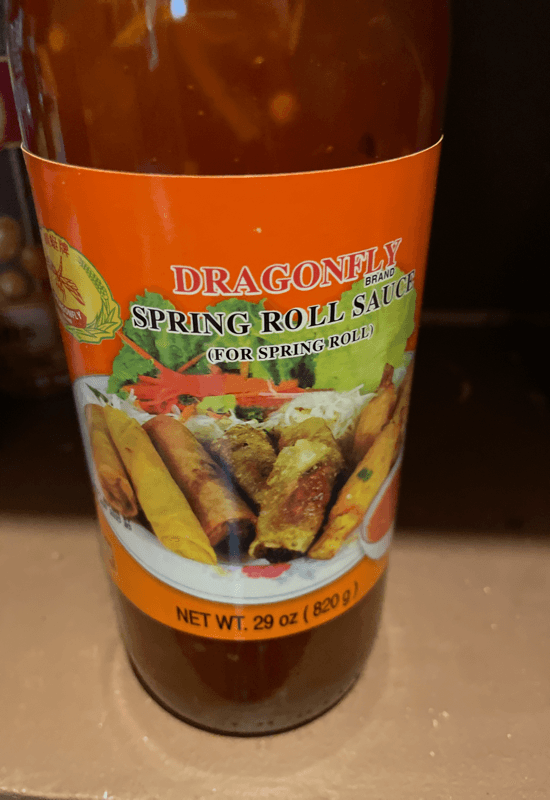 DRAGONFLY
BRAND
SPRING ROLL SAUCE
(FOR SPRING ROLL)
NET WT. 29 oz ( 820 g )